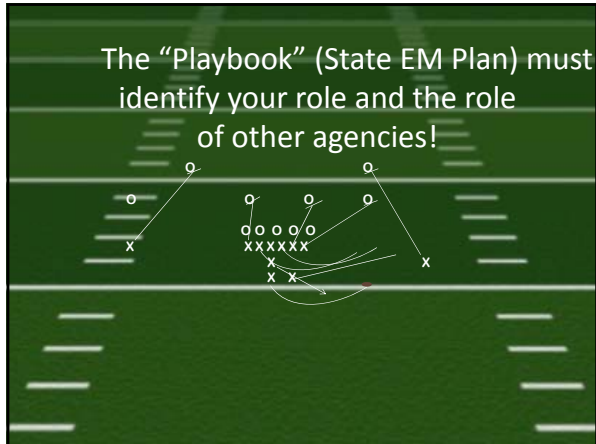 The “Playbook” (State EM Plan) must
identify your role and the role
of other agencies!
O O
O O O O
O O O O O
X X X X X X X
X X
X X